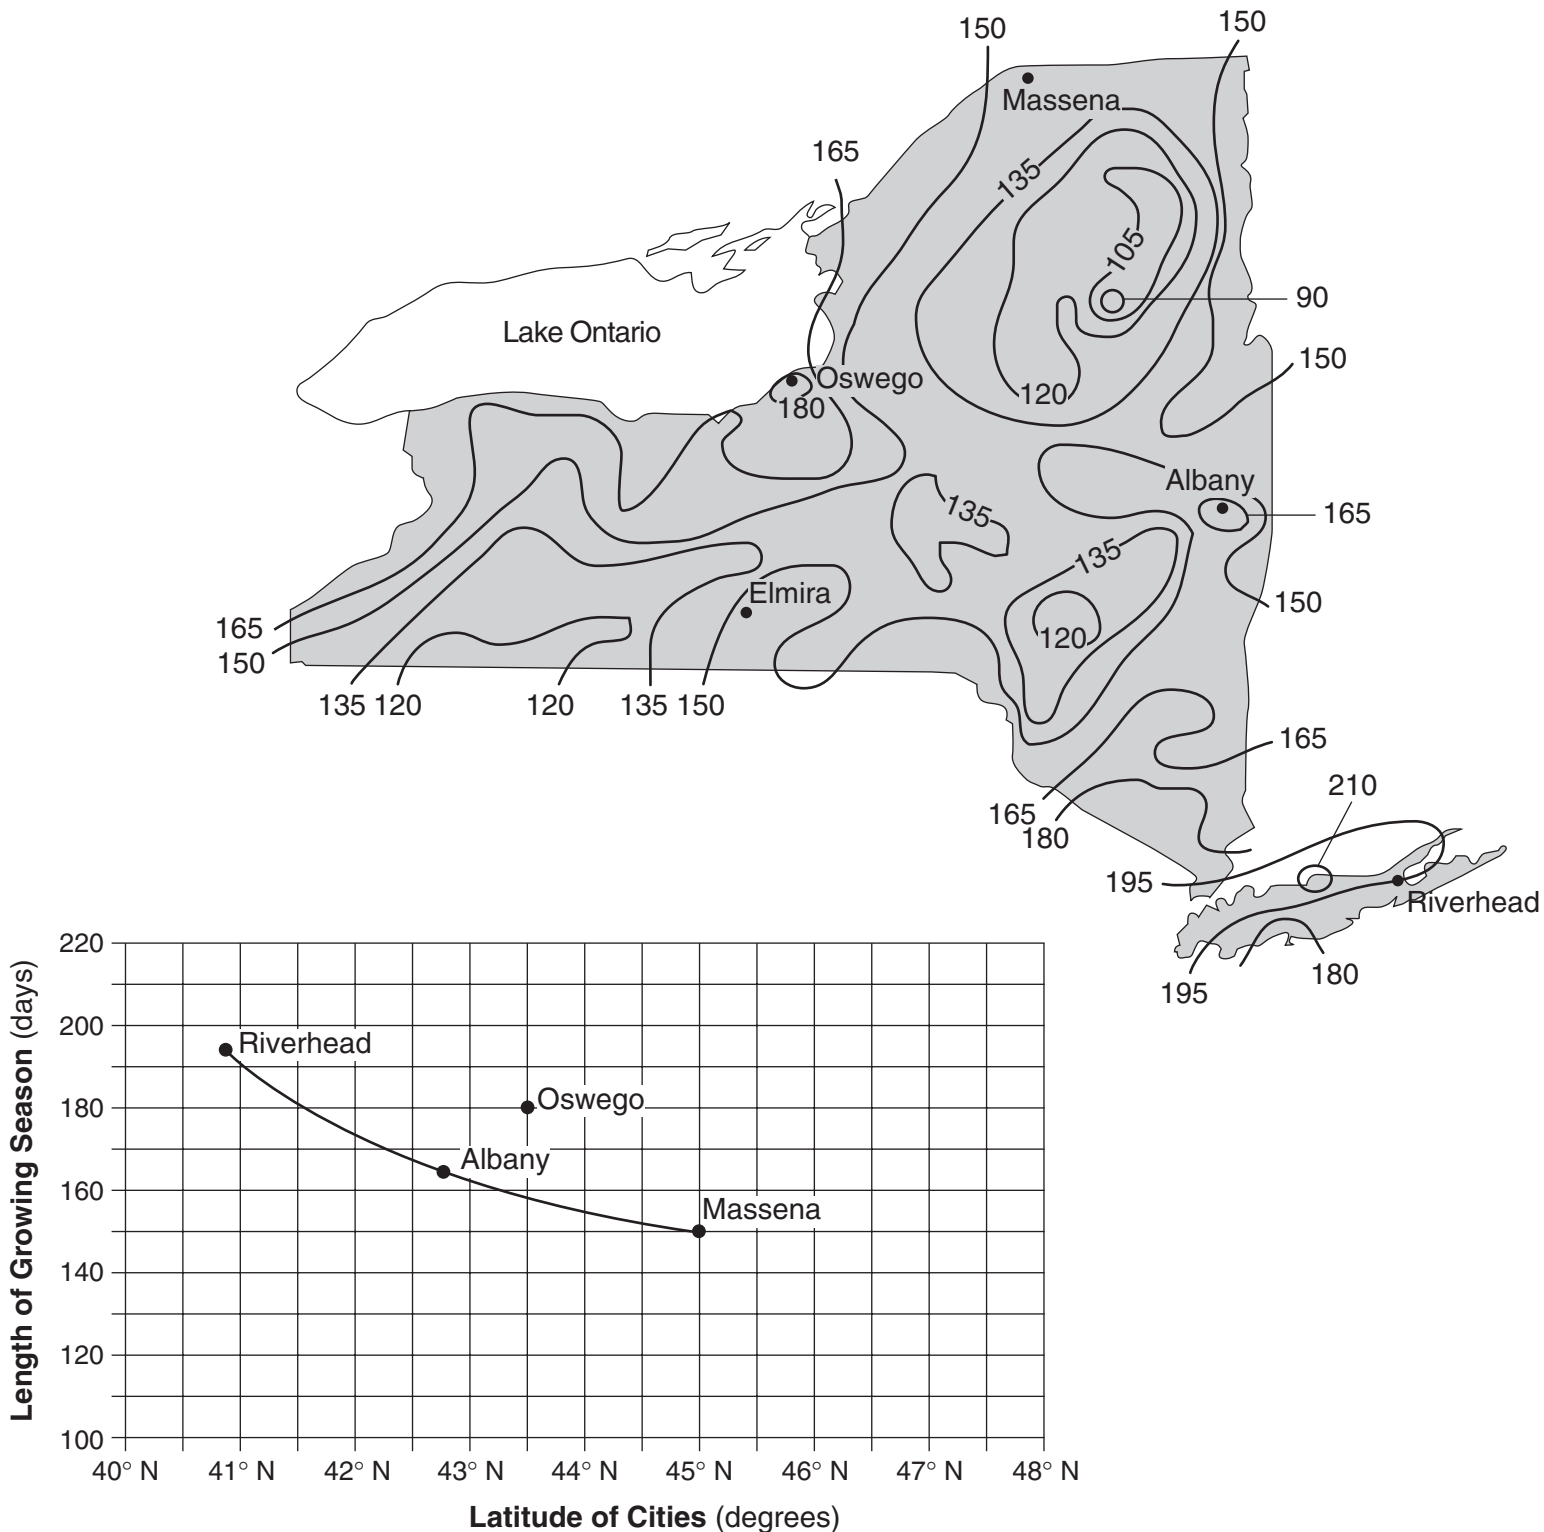 150
150
Massena
165
135
105
90
Lake Ontario
150
Oswego
180
120
Albany
135
165
135
Elmira
150
165
120
150
135 120
120
135 150
165
210
165
180
195
Riverhead
180
195
220
200
180
160
140
120
100
Length of Growing Season (days)
Riverhead
Oswego
Albany
Massena
40° N 41° N 42° N 43° N 44° N 45° N 46° N 47° N 48° N
Latitude of Cities (degrees)